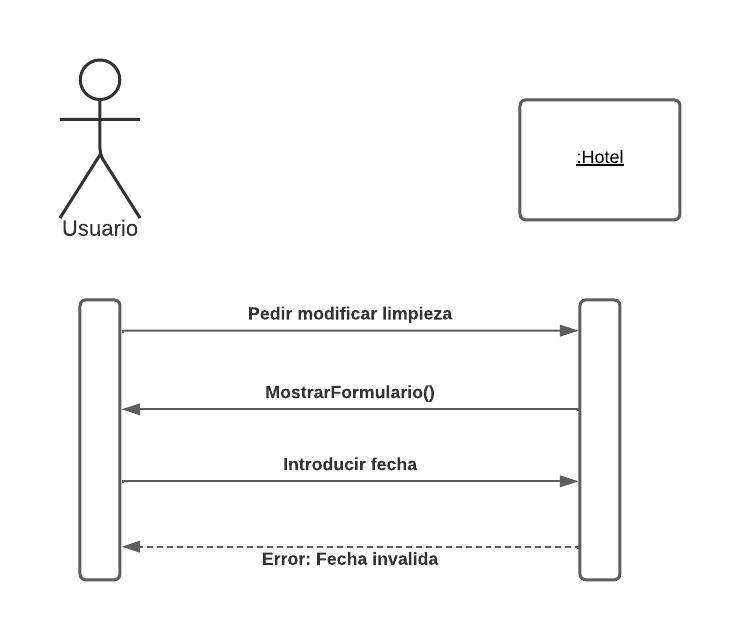 Usuario
:Hotel
Pedir modificar limpieza
MostrarFormulario()
Introducir fecha
Error: Fecha invalida